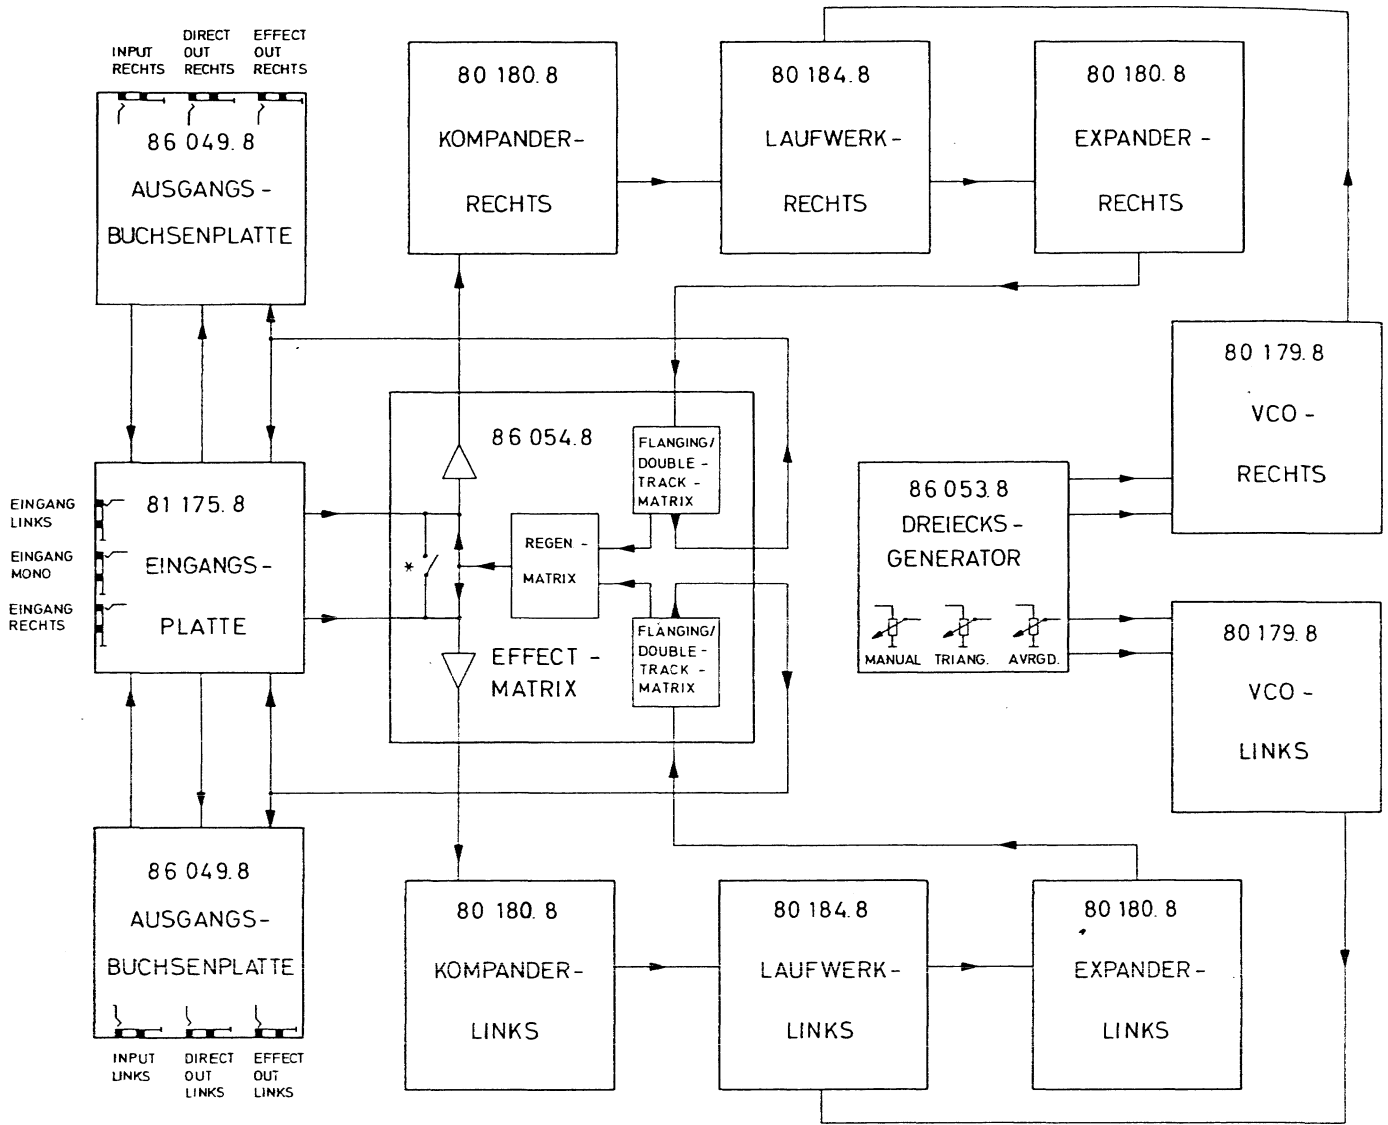 INPUT
RECHTS
DIRECT
OUT
RECHTS
EFFECT
OUT
RECHTS
86 049.8
AUSGANGS-
BUCHSENPLATTE
80 180.8
KOMPANDER-
RECHTS
80 184.8
LAUFWERK-
RECHTS
80 180.8
EXPANDER-
RECHTS
80 179.8
VCO-
RECHTS
EINGANG
LINKS
EINGANG
MONO
EINGANG
RECHTS
81 175.8
EINGANGS-
PLATTE
86 054.8
*
REGEN-
MATRIX
FLANGING/
DOUBLE-
TRACK-
MATRIX
FLANGING/
DOUBLE-
TRACK-
MATRIX
EFFECT-
MATRIX
86 053.8
DREIECKS-
GENERATOR
MANUAL
TRIANG.
AVRGD.
80 179.8
VCO-
LINKS
86 049.8
AUSGANGS-
BUCHSENPLATTE
INPUT
LINKS
DIRECT
OUT
LINKS
EFFECT
OUT
LINKS
80 180.8
KOMPANDER-
LINKS
80 184.8
LAUFWERK-
LINKS
80 180.8
EXPANDER-
LINKS